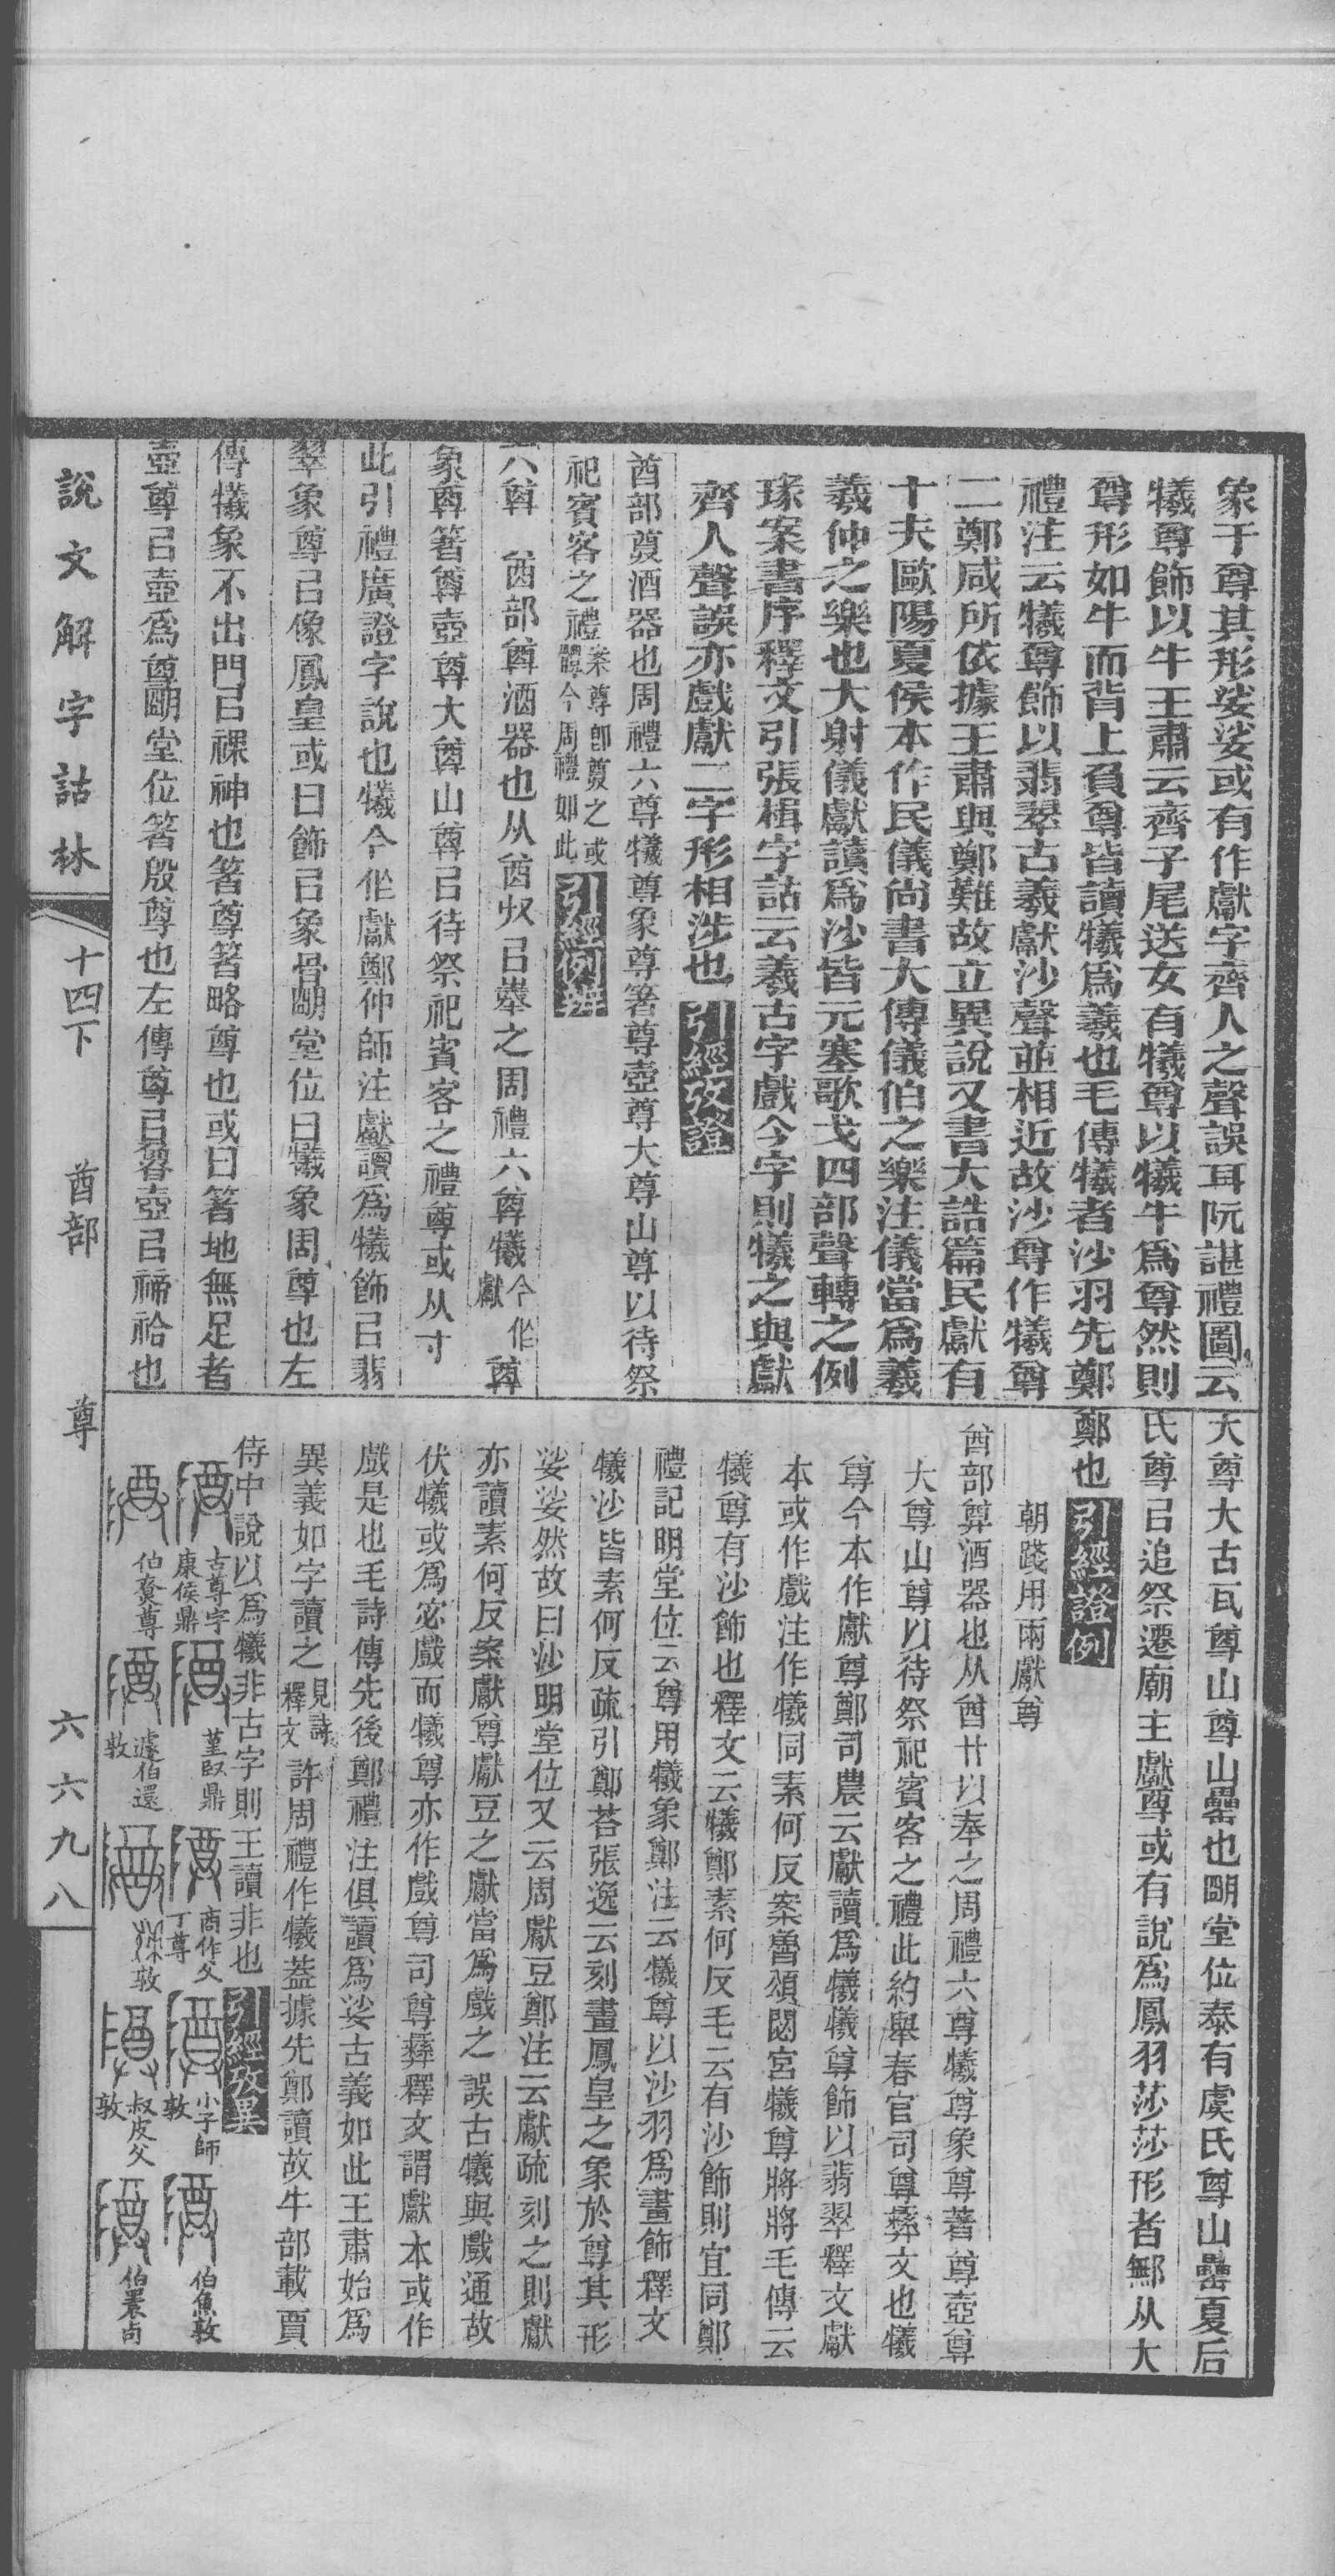 象于尊其形娑娑或有作獻字齊人之聲誤耳阮諶禮圖云
犧尊飾以牛王肅云齊子尾送女有犧尊以犧牛爲尊然則
尊形如牛而背上負尊皆讀犧爲羲也毛傳犧者沙羽先鄭
禮注云犧尊飾以翡翠古羲獻沙聲並相近故沙尊作犧尊
二鄭咸所依據王肅與鄭難故立異說又書大誥篇民獻有
十夫歐陽夏侯本作民儀尚書大傳儀伯之樂注儀當爲羲
羲仲之樂也大射儀獻讀爲沙皆元塞歌戈四部聲轉之例
琢案書序釋文引張楫字詁云羲古字戲今字則犧之與獻
齊人聲誤亦戲獻二字形相涉也引經攷證
酋部尊酒器也周禮六尊犧尊象尊箸尊壺尊大尊山尊以待祭
祀賓客之禮案尊卽尊之或體今周禮如此引經例辨
六尊 酋部尊酒器也从酋廾㠯奉之周禮六尊犧今作獻尊
象尊箸尊壺尊大尊山尊㠯待祭祀賓客之禮尊或从寸
此引禮廣證字說也犧今作獻鄭仲師注獻讀爲犧飾㠯翡
翠象尊㠯像鳳皇或曰飾㠯象骨朙堂位曰犧象周尊也左
傳犧象不出門㠯祼神也箸尊箸略尊也或曰箸地無足者
壺尊㠯壺爲尊朙堂位箸殷尊也左傳尊㠯魯壺㠯禘祫也
大尊大古瓦尊山尊山罍也朙堂位泰有虞氏尊山罍夏后
氏尊㠯追祭遷廟主獻尊或有說爲鳳羽莎莎形者鄦从大
鄭也引經證例
朝踐用兩獻尊
酋部尊酒器也从酋廾以奉之周禮六尊犧尊象尊著尊壺尊
大尊山尊以待祭祀賓客之禮此約舉春官司尊彝文也犧
尊今本作獻尊鄭司農云獻讀爲犧犧尊飾以翡翠釋文獻
本或作戲注作犧同素何反案魯頌閟宮犧尊將將毛傳云
犧尊有沙飾也釋文云犧鄭素何反毛云有沙飾則宜同鄭
禮記明堂位云尊用犧象鄭注云犧尊以沙羽爲畫飾釋文
犧沙皆素何反疏引鄭荅張逸云刻畫鳳皇之象於尊其形
娑娑然故曰沙明堂位又云周獻豆鄭注云獻疏刻之則獻
亦讀素何反案獻尊獻豆之獻當爲戲之誤古犧與戲通故
伏犧或爲宓戲而犧尊亦作戲尊司尊彝釋文謂獻本或作
戲是也毛詩傳先後鄭禮注俱讀爲娑古義如此王肅始爲
異義如字讀之見詩釋文許周禮作犧葢據先鄭讀故牛部載賈
侍中說以爲犧非古字則王讀非也引經攷異
古尊字康侯鼎 堇臤鼎 商作父丁尊 小子師敦 伯魚敦
伯尊 遽伯還敦 敦 叔皮父敦 伯卣
說文解字詁林 十四下 酋部 尊 六六九八